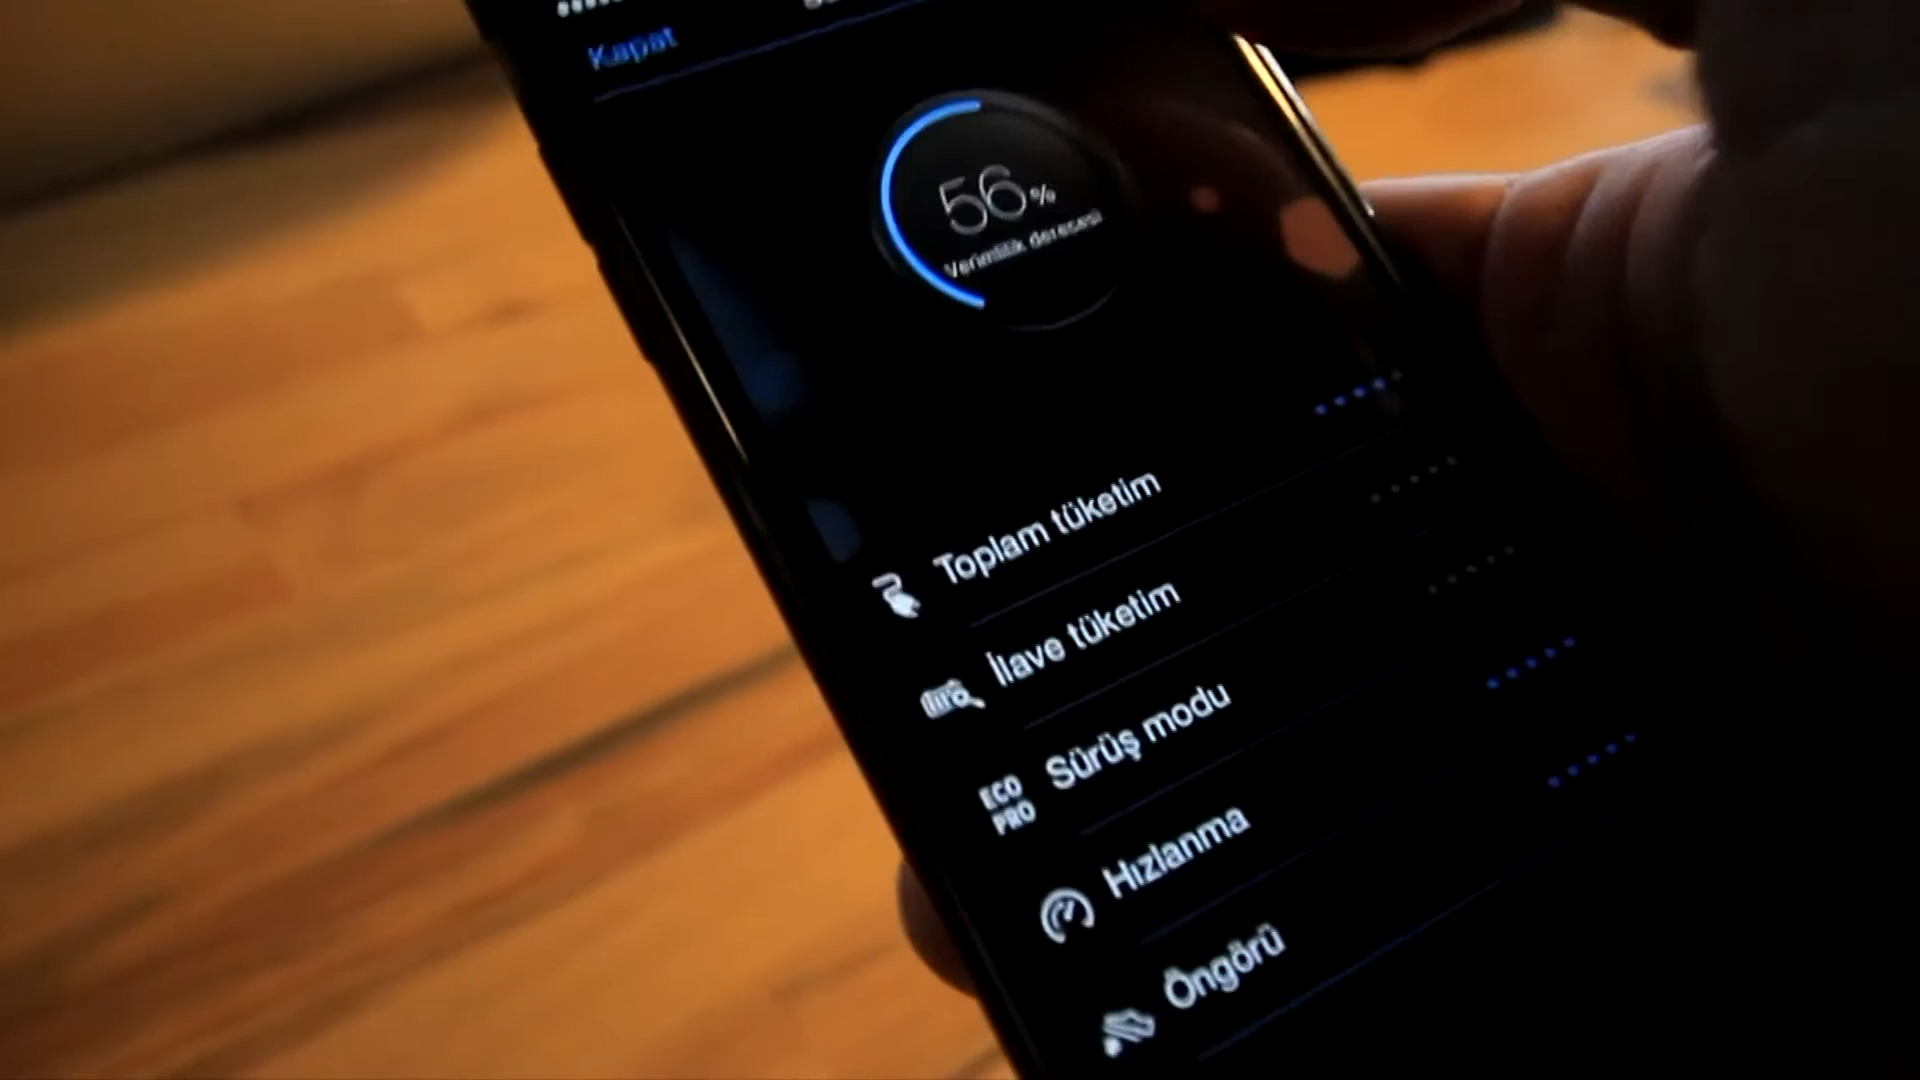 Kapat
56%
Verimlilik derecesi
Toplam tüketim
İlave tüketim
ECO
PRO
Sürüş modu
Hızlanma
Öngörü